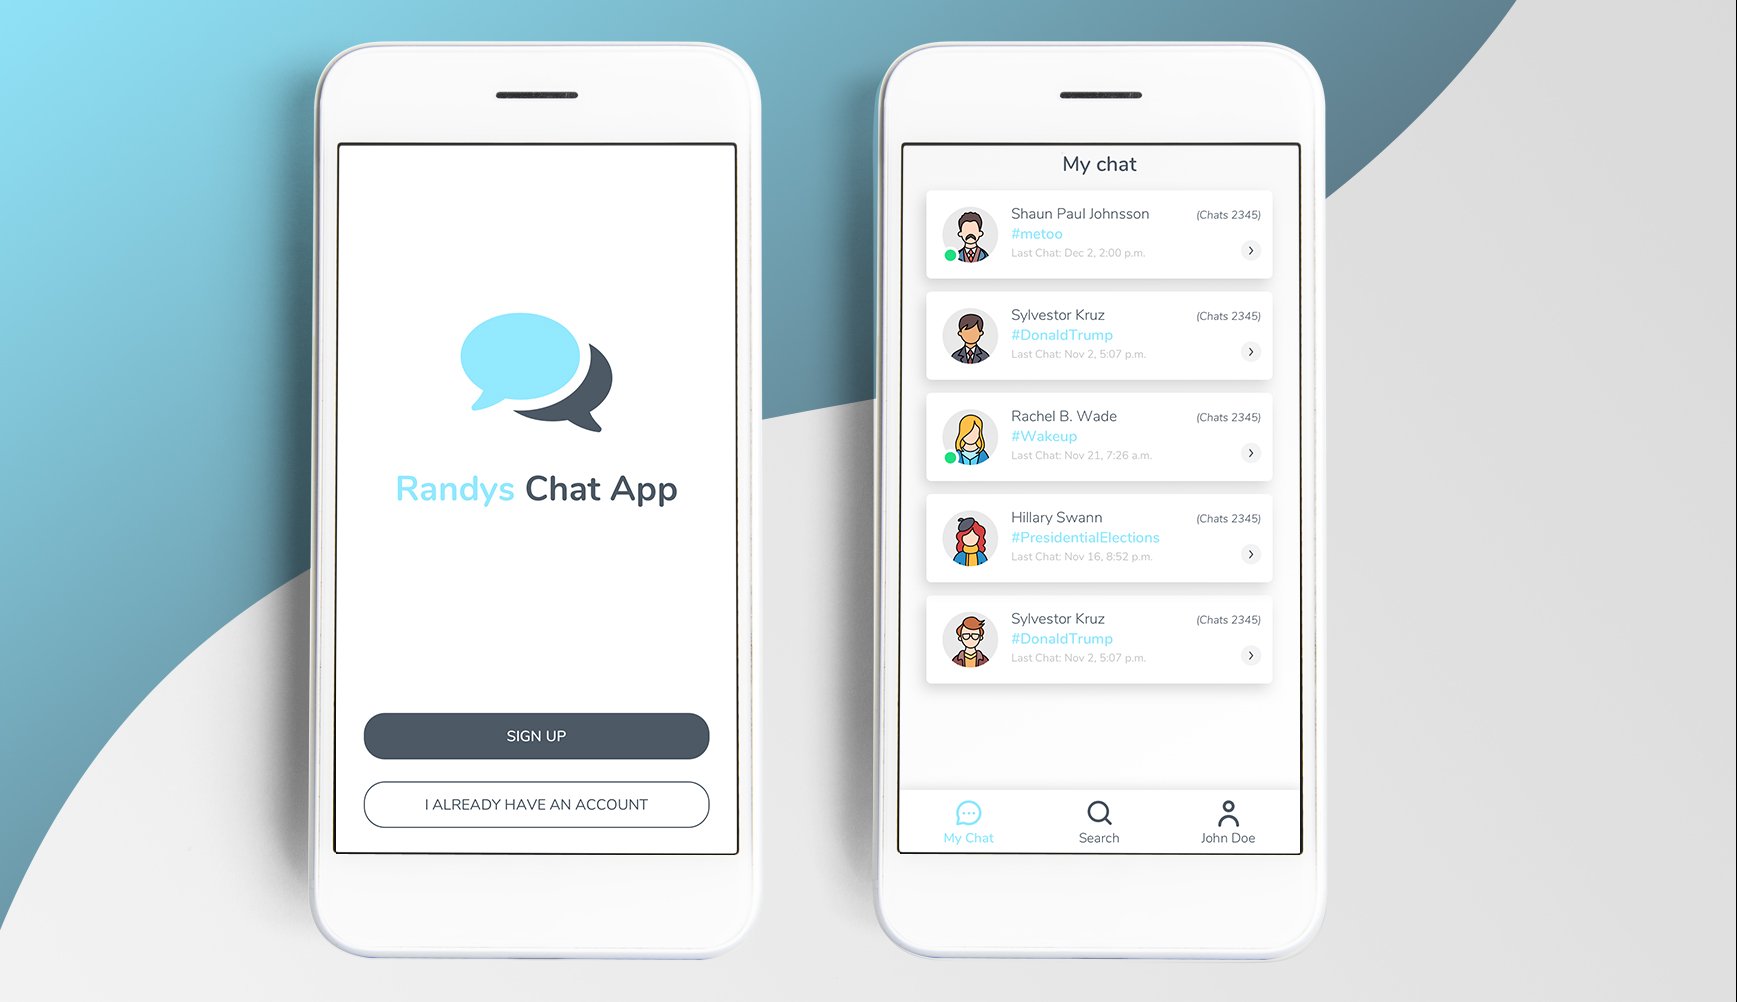 Randys Chat App
SIGN UP
I ALREADY HAVE AN ACCOUNT
My chat
Shaun Paul Johnsson
(Chats 2345)
#metoo
Last Chat: Dec 2, 2:00 p.m.
Sylvestor Kruz
(Chats 2345)
#DonaldTrump
Last Chat: Nov 2, 5:07 p.m.
Rachel B. Wade
(Chats 2345)
#Wakeup
Last Chat: Nov 21, 7:26 a.m.
Hillary Swann
(Chats 2345)
#PresidentialElections
Last Chat: Nov 16, 8:52 p.m.
Sylvestor Kruz
(Chats 2345)
#DonaldTrump
Last Chat: Nov 2, 5:07 p.m.
My Chat
Search
John Doe